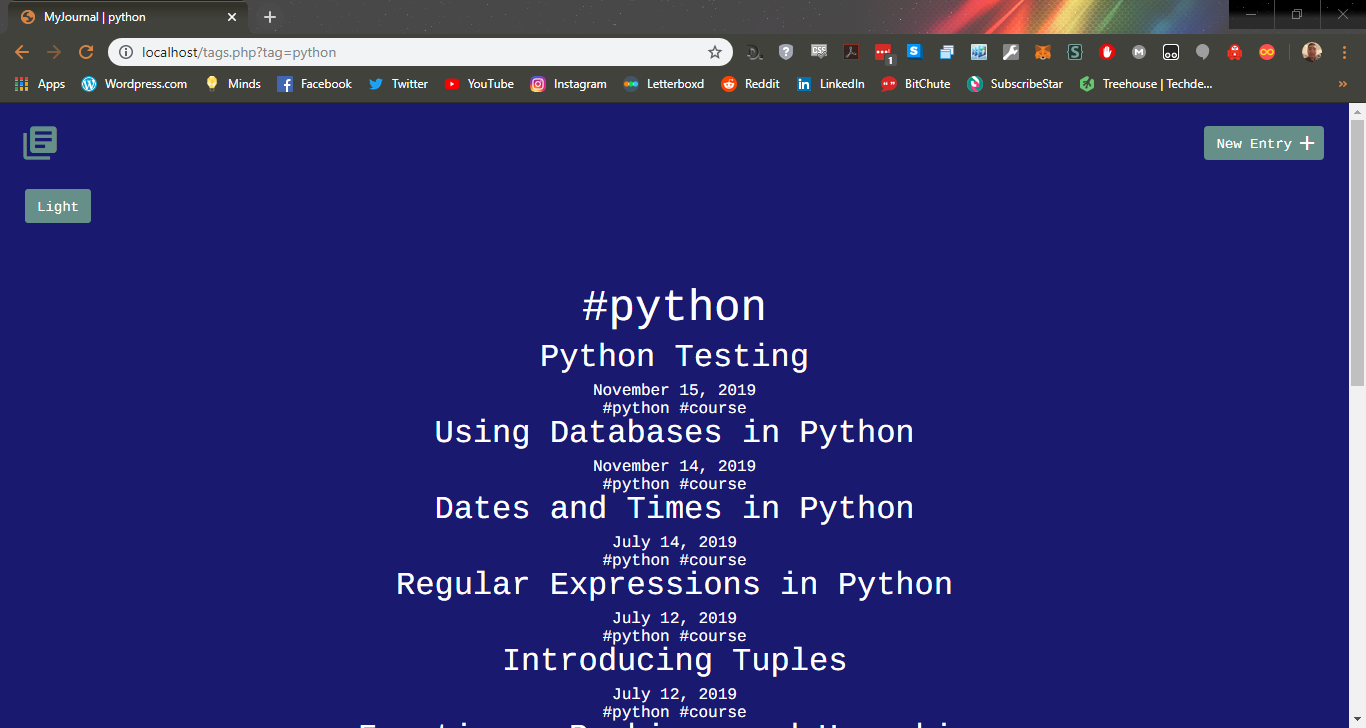 MyJournal | python
localhost/tags.php?tag=python
1
Apps Wordpress.com Minds Facebook Twitter YouTube Instagram Letterboxd Reddit LinkedIn BitChute SubscribeStar Treehouse | Techde...
New Entry +
Light
#python
Python Testing
November 15, 2019
#python #course
Using Databases in Python
November 14, 2019
#python #course
Dates and Times in Python
July 14, 2019
#python #course
Regular Expressions in Python
July 12, 2019
#python #course
Introducing Tuples
July 12, 2019
#python #course